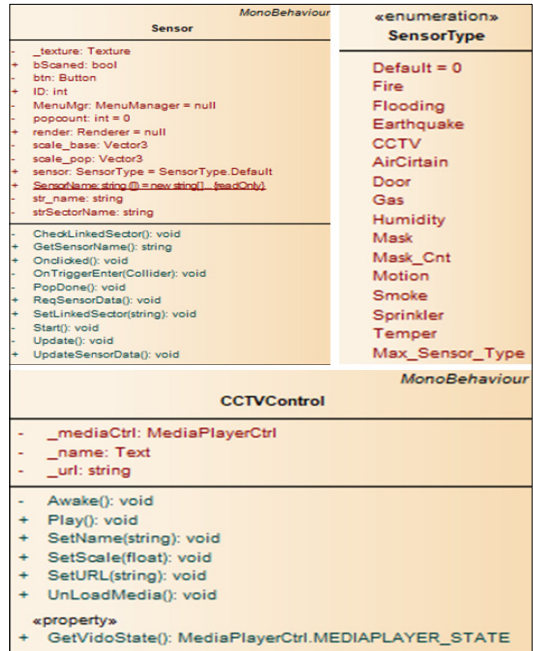 MonoBehaviour
Sensor
- _texture: Texture
+ bScaned: bool
- btn: Button
+ ID: int
- MenuMgr: MenuManager = null
- popcount: int = 0
+ render: Renderer = null
- scale_base: Vector3
- scale_pop: Vector3
+ sensor: SensorType = SensorType.Default
+ SensorName: string ([]) = new string[] ... {readOnly}
- str_name: string
- strSectorName: string
- CheckLinkedSector(): void
+ GetSensorName(): string
+ Onclicked(): void
- OnTriggerEnter(Collider): void
- PopDone(): void
+ ReqSensorData(): void
+ SetLinkedSector(string): void
- Start(): void
- Update(): void
+ UpdateSensorData(): void
«enumeration»
SensorType
Default = 0
Fire
Flooding
Earthquake
CCTV
AirCirtain
Door
Gas
Humidity
Mask
Mask_Cnt
Motion
Smoke
Sprinkler
Temper
Max_Sensor_Type
MonoBehaviour
CCTVControl
- _mediaCtrl: MediaPlayerCtrl
- _name: Text
- _url: string
- Awake(): void
+ Play(): void
+ SetName(string): void
+ SetScale(float): void
+ SetURL(string): void
+ UnLoadMedia(): void
«property»
+ GetVidoState(): MediaPlayerCtrl.MEDIAPLAYER_STATE